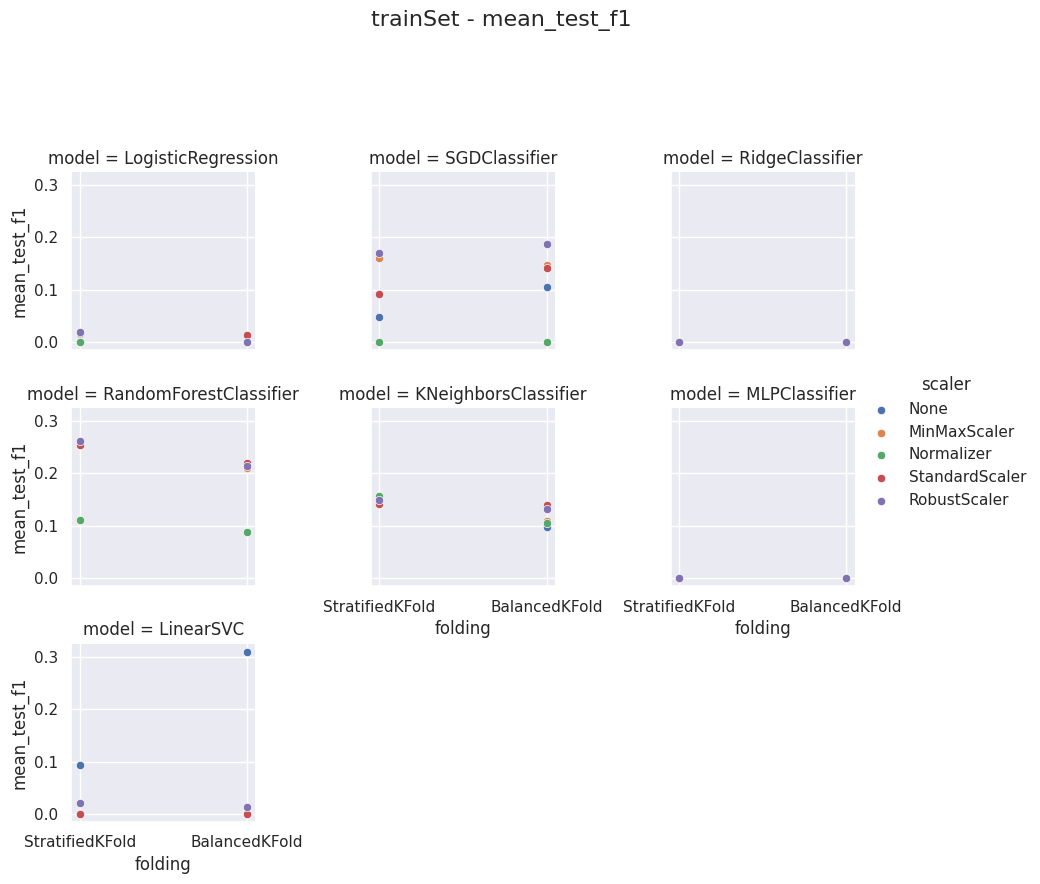 trainSet - mean_test_f1
model = LogisticRegression
model = SGDClassifier
model = RidgeClassifier
mean_test_f1
0.3
0.2
0.1
0.0
model = RandomForestClassifier
model = KNeighborsClassifier
model = MLPClassifier
mean_test_f1
0.3
0.2
0.1
0.0
StratifiedKFold
BalancedKFold
folding
StratifiedKFold
BalancedKFold
folding
model = LinearSVC
mean_test_f1
0.3
0.2
0.1
0.0
StratifiedKFold
BalancedKFold
folding
scaler
None
MinMaxScaler
Normalizer
StandardScaler
RobustScaler